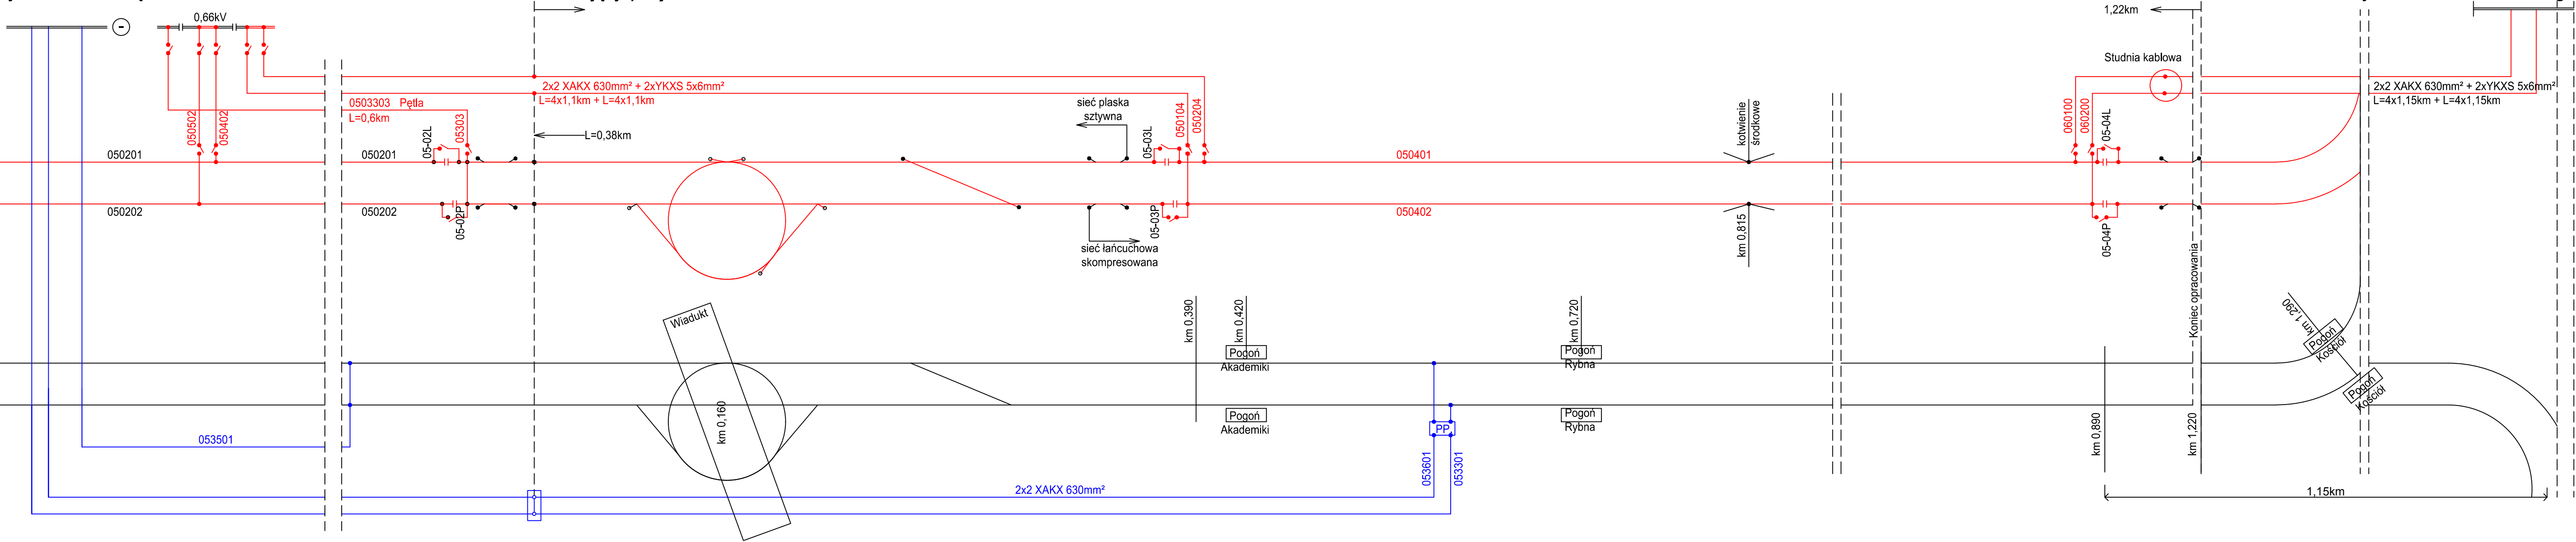 0,66kV
1,22km
Studnia kablowa
2x2 XAKX 630mm² + 2xYKXS 5x6mm²
L=4x1,1km + L=4x1,1km
2x2 XAKX 630mm² + 2xYKXS 5x6mm²
L=4x1,15km + L=4x1,15km
0503303 Pętla
L=0,6km
050502
050402
05303
05-02L
L=0,38km
sieć plaska
sztywna
05-03L
050104
050204
kotwienie
środkowe
060100
060200
05-04L
050201
050201
050401
050202
050202
050402
05-02P
05-03P
sieć łańcuchowa
skompresowana
km 0,815
05-04P
Koniec opracowania
Wiadukt
km 0,160
km 0,390
km 0,420
km 0,720
Pogoń
Akademiki
Pogoń
Rybna
km 1,290
Pogoń
Kościół
Pogoń
Kościół
Pogoń
Akademiki
Pogoń
Rybna
PP
053501
053601
053301
km 0,890
km 1,220
2x2 XAKX 630mm²
1,15km